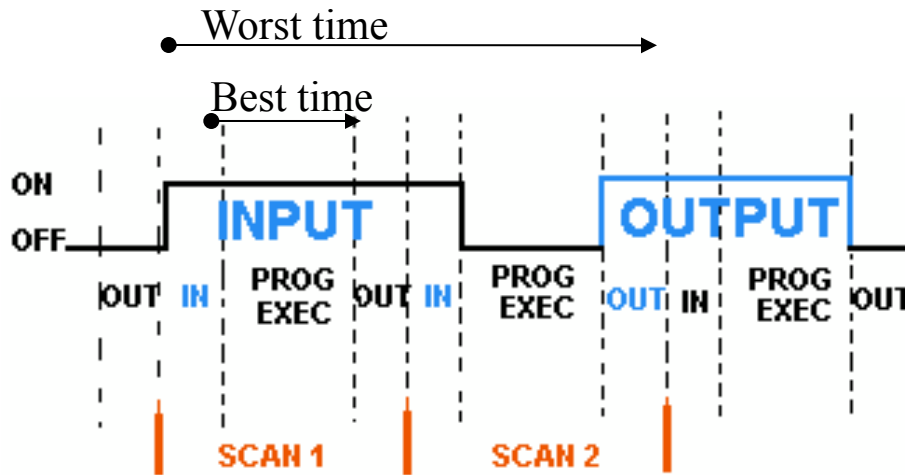 Worst time
Best time
ON
INPUT
OUTPUT
OFF
OUT IN PROG EXEC OUT IN PROG EXEC OUT IN PROG EXEC OUT
SCAN 1 SCAN 2